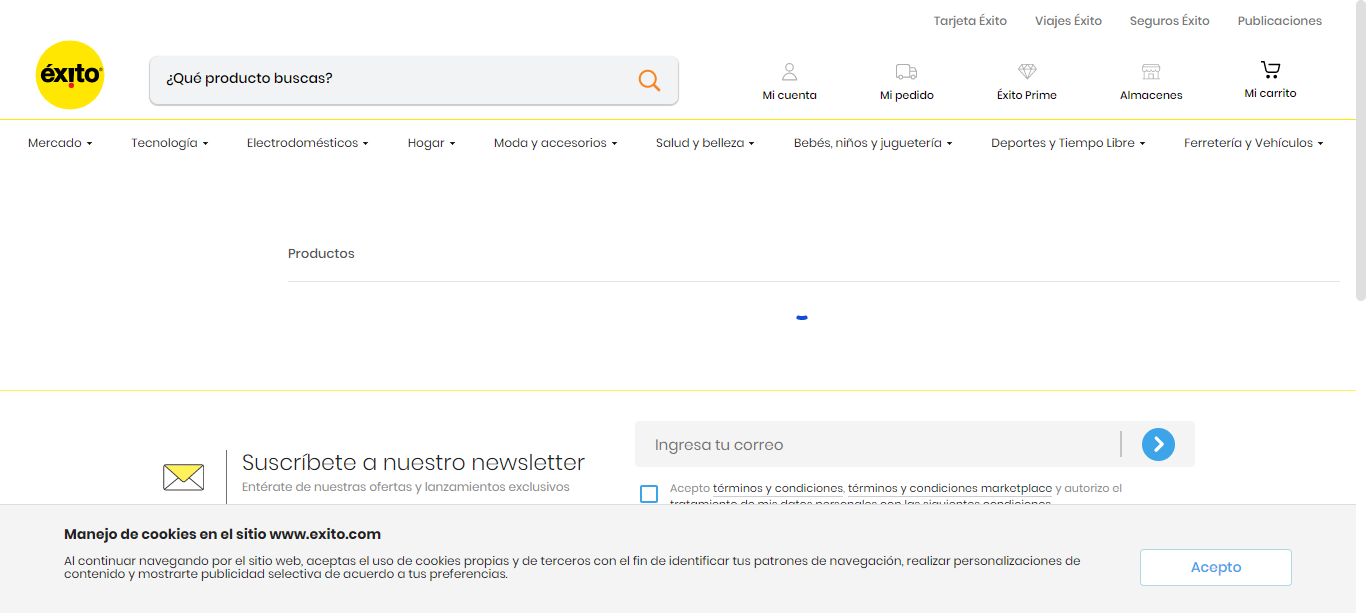 Tarjeta Éxito Viajes Éxito Seguros Éxito Publicaciones
éxito
¿Qué producto buscas?
Mi cuenta Mi pedido Éxito Prime Almacenes Mi carrito
Mercado Tecnología Electrodomésticos Hogar Moda y accesorios Salud y belleza Bebés, niños y juguetería Deportes y Tiempo Libre Ferretería y Vehículos
Productos
Suscríbete a nuestro newsletter
Entérate de nuestras ofertas y lanzamientos exclusivos
Ingresa tu correo
Acepto términos y condiciones, términos y condiciones marketplace y autorizo el
tratamiento de mis datos personales con las siguientes condiciones
Manejo de cookies en el sitio www.exito.com
Al continuar navegando por el sitio web, aceptas el uso de cookies propias y de terceros con el fin de identificar tus patrones de navegación, realizar personalizaciones de
contenido y mostrarte publicidad selectiva de acuerdo a tus preferencias.
Acepto